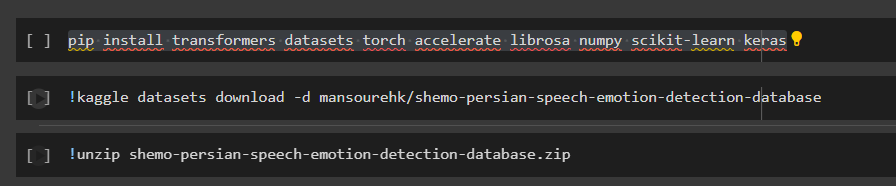 [ ] pip install transformers datasets torch accelerate librosa numpy scikit-learn keras
[ ] !kaggle datasets download -d mansourehk/shemo-persian-speech-emotion-detection-database
[ ] !unzip shemo-persian-speech-emotion-detection-database.zip